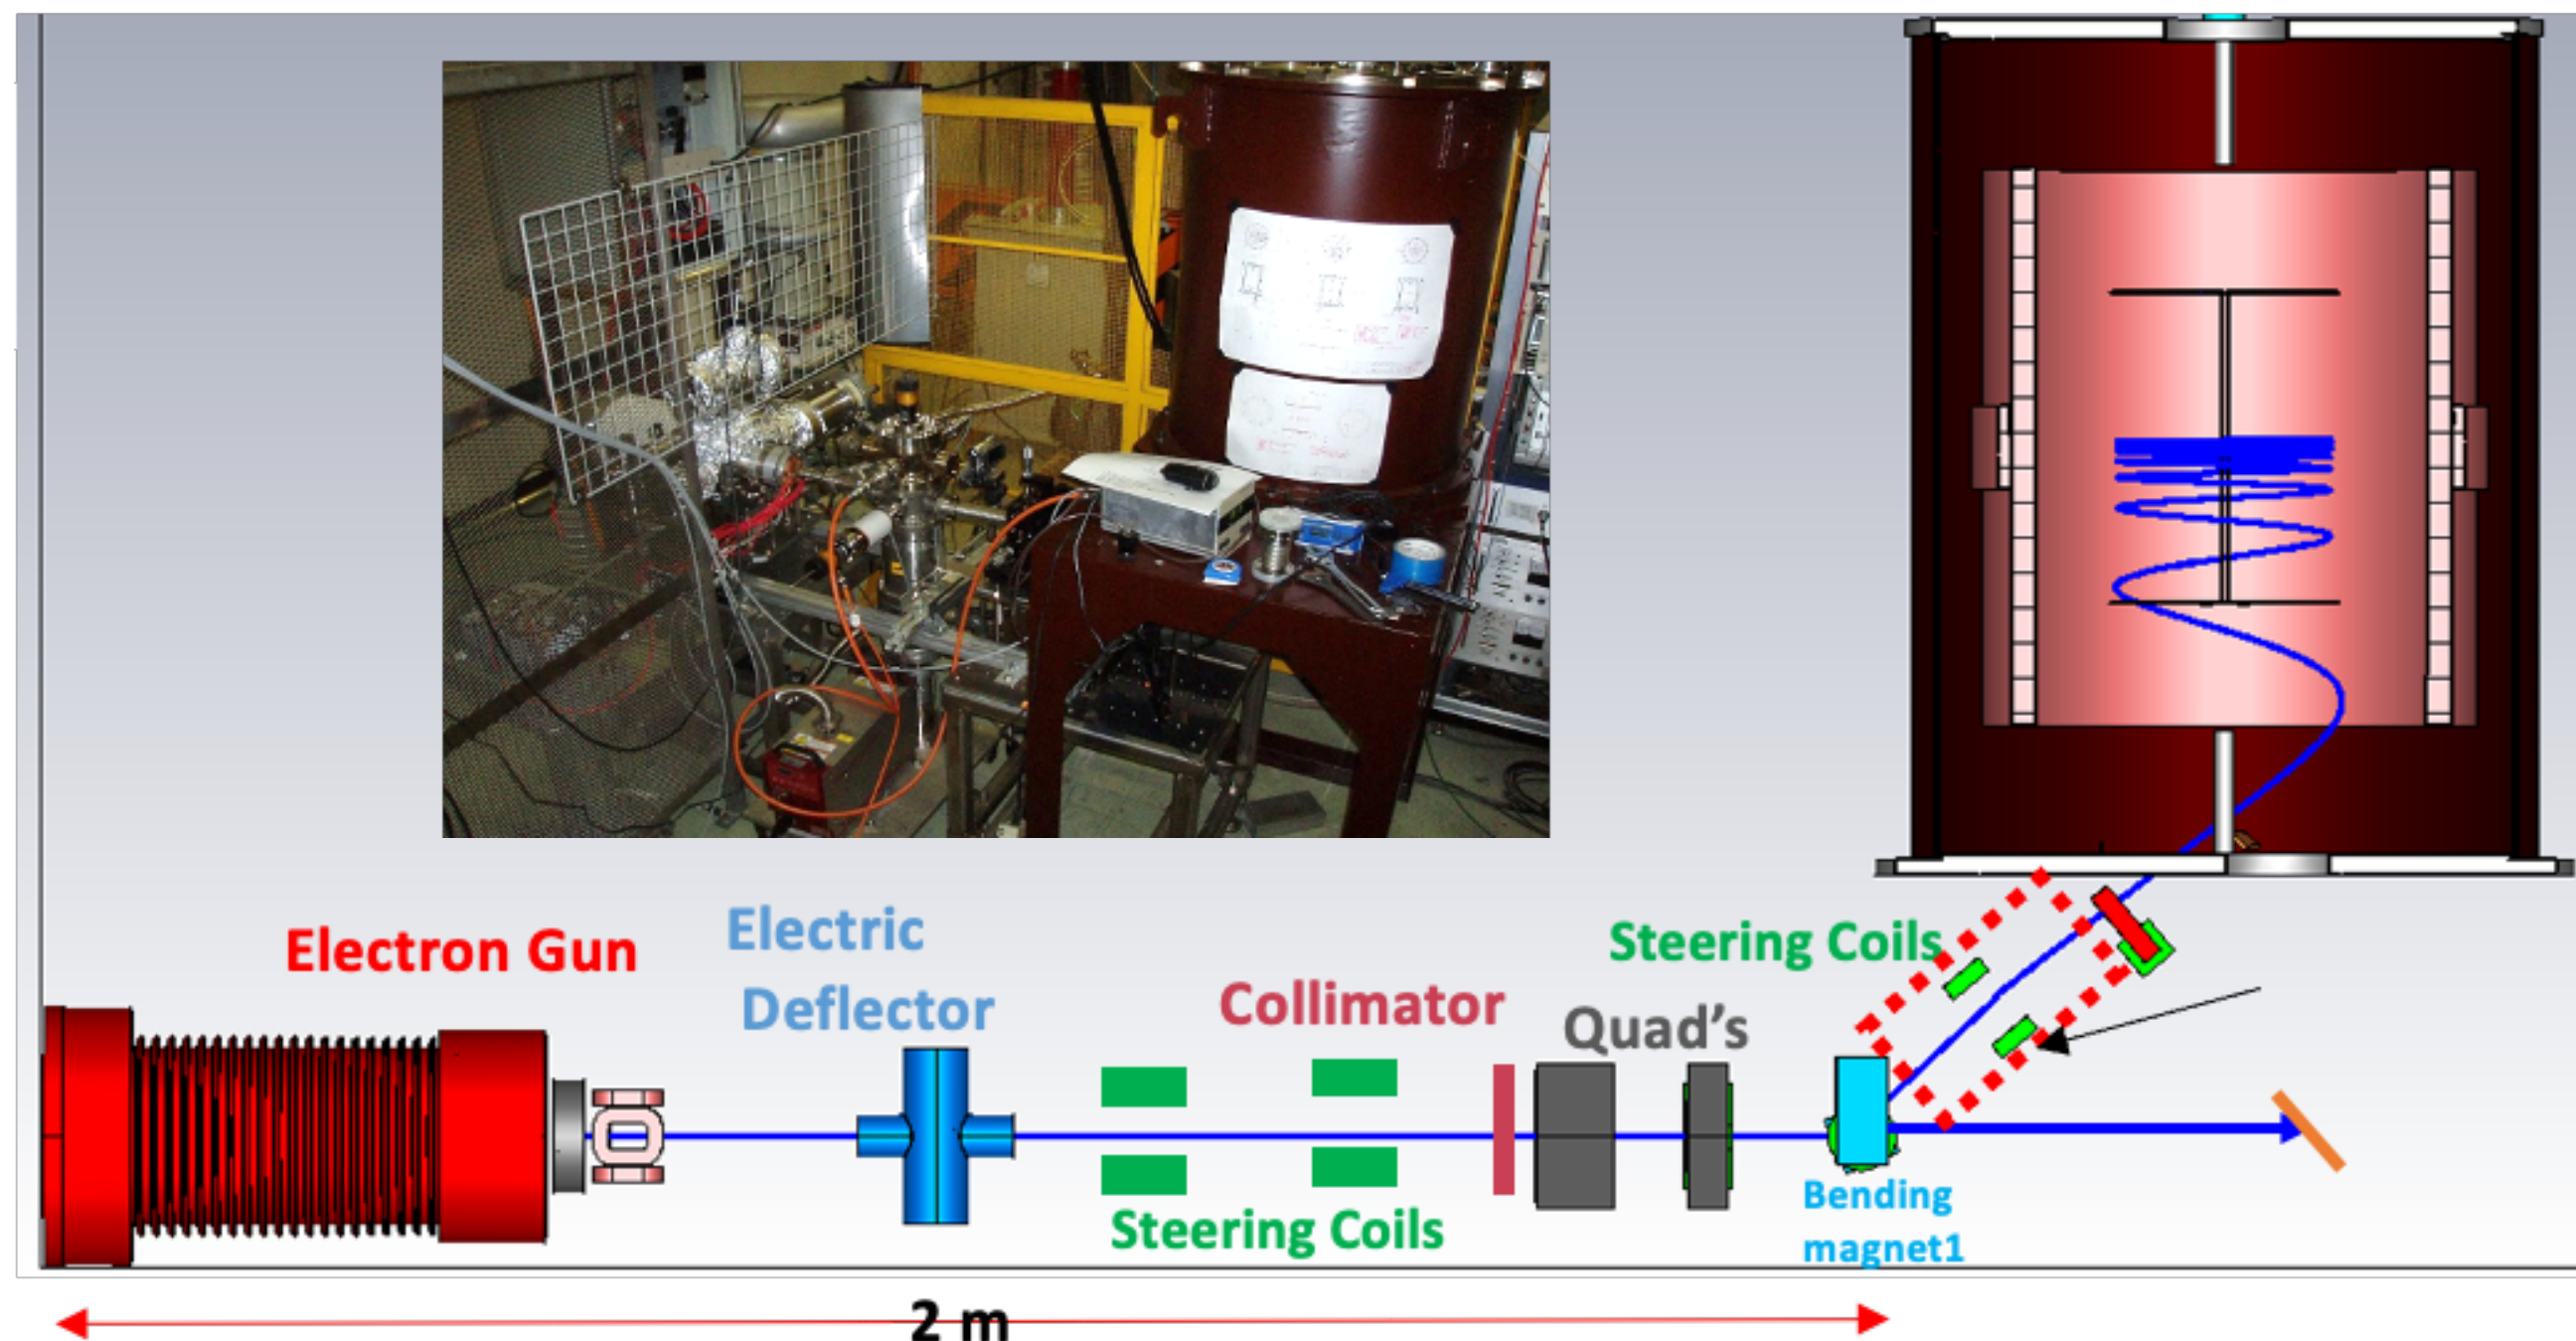 Electron Gun
Electric
Deflector
Steering Coils
Collimator
Quad's
Steering Coils
Bending
magnet1
2 m